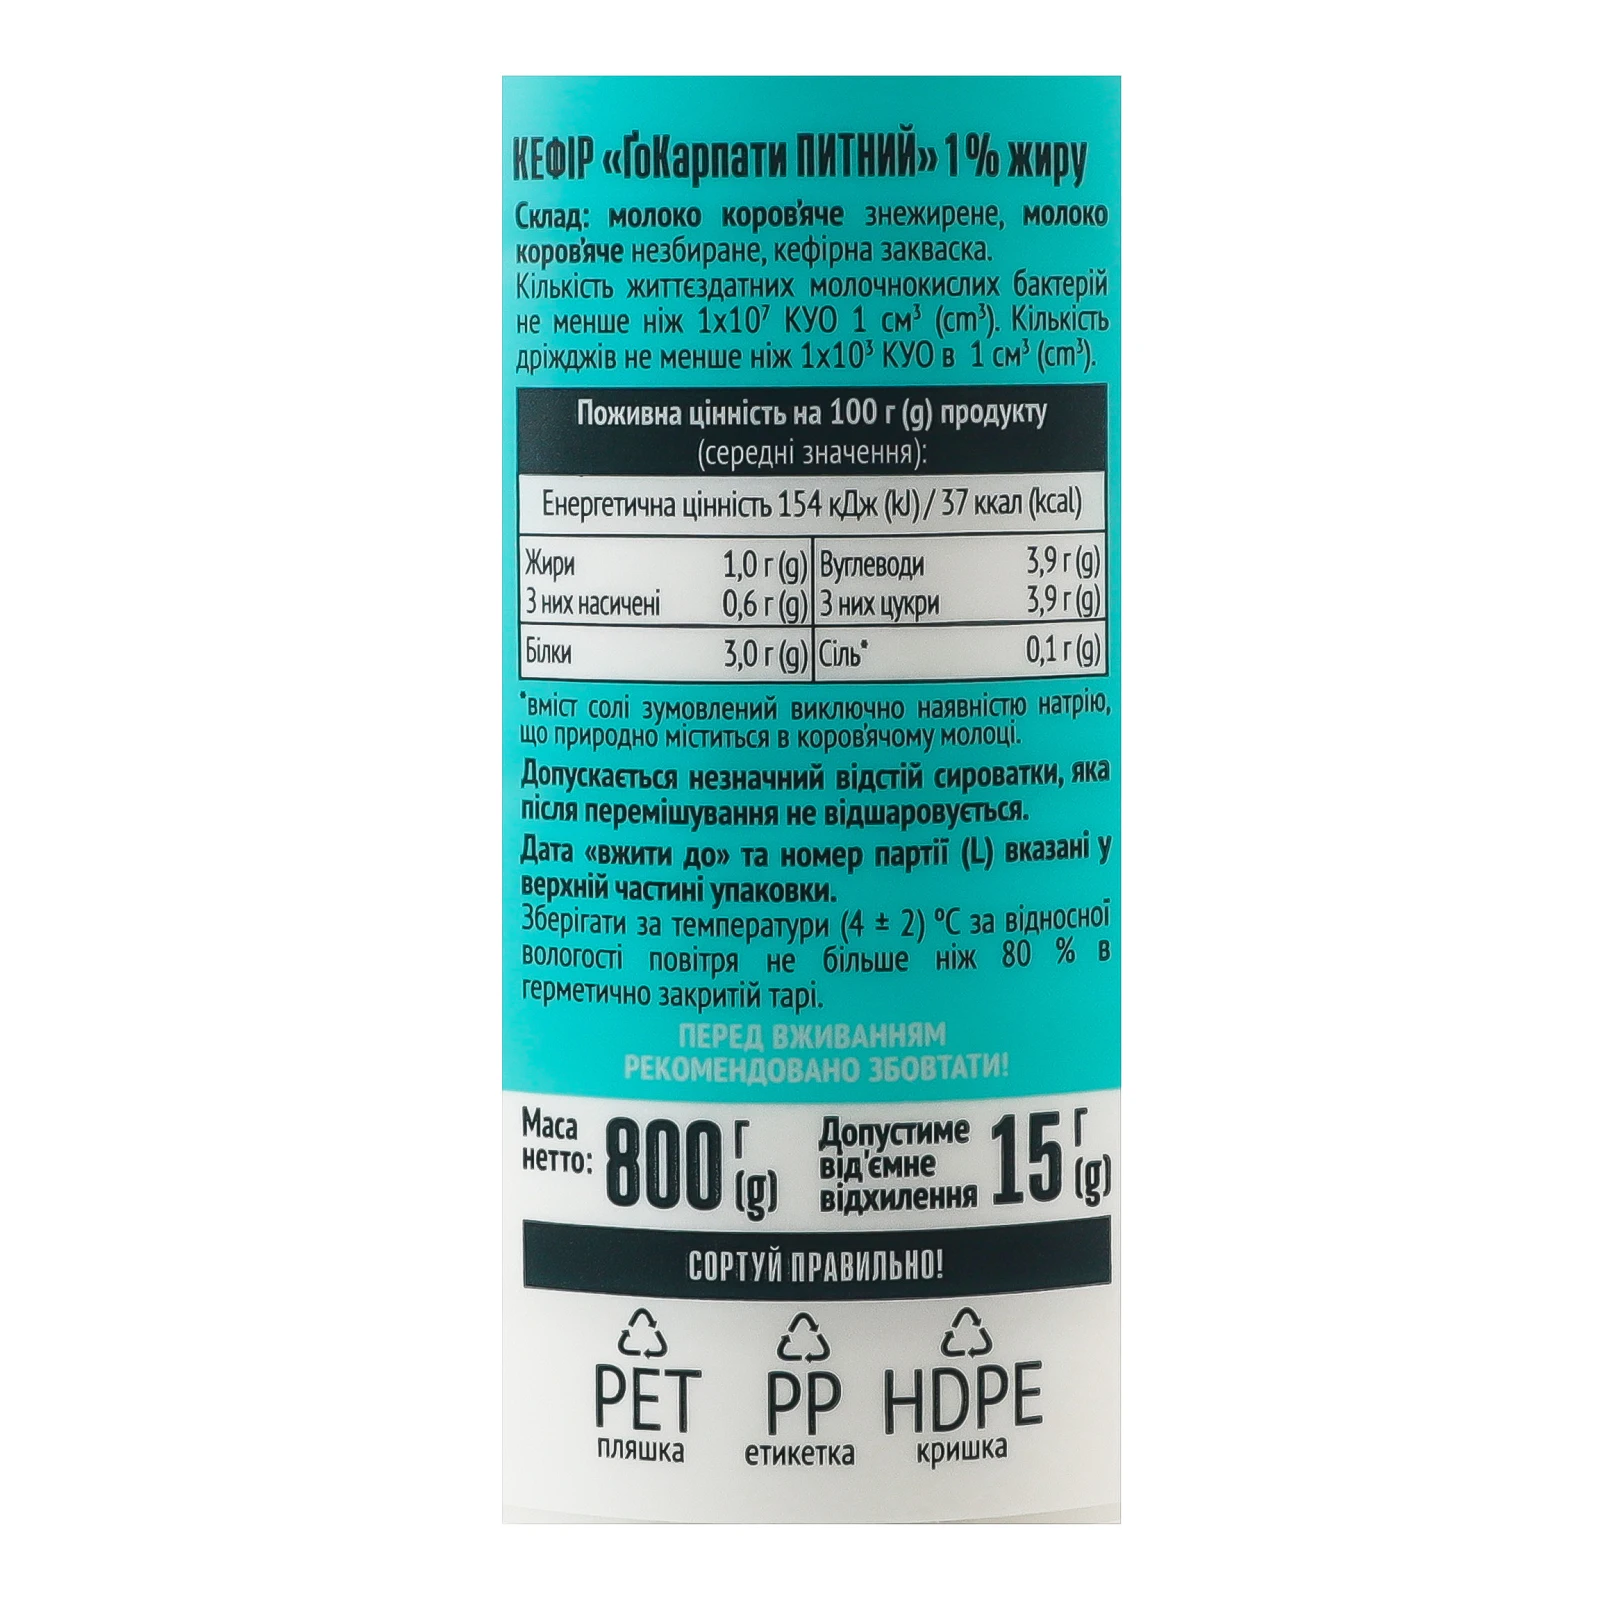 КЕФІР «ҐоКарпати ПИТНИЙ» 1% жиру
Склад: молоко коров'яче знежирене, молоко
коров'яче незбиране, кефірна закваска.
Кількість життєздатних молочнокислих бактерій
не менше ніж 1х10⁷ КУО 1 см³ (cm³). Кількість
дріжджів не менше ніж 1х10³ КУО в 1 см³ (cm³).
Поживна цінність на 100 г (g) продукту
(середні значення):
Енергетична цінність 154 кДж (kJ) / 37 ккал (kcal)
Жири 1,0 г (g) Вуглеводи 3,9 г (g)
З них насичені 0,6 г (g) З них цукри 3,9 г (g)
Білки 3,0 г (g) Сіль* 0,1 г (g)
*вміст солі зумовлений виключно наявністю натрію,
що природно міститься в коров'ячому молоці.
Допускається незначний відстій сироватки, яка
після перемішування не відшаровується.
Дата «вжити до» та номер партії (L) вказані у
верхній частині упаковки.
Зберігати за температури (4 ± 2) ºC за відносної
вологості повітря не більше ніж 80 % в
герметично закритій тарі.
ПЕРЕД ВЖИВАННЯМ
РЕКОМЕНДОВАНО ЗБОВТАТИ!
Маса нетто: 800 г (g) Допустиме від'ємне відхилення 15 г (g)
СОРТУЙ ПРАВИЛЬНО!
PET PP HDPE
пляшка етикетка кришка